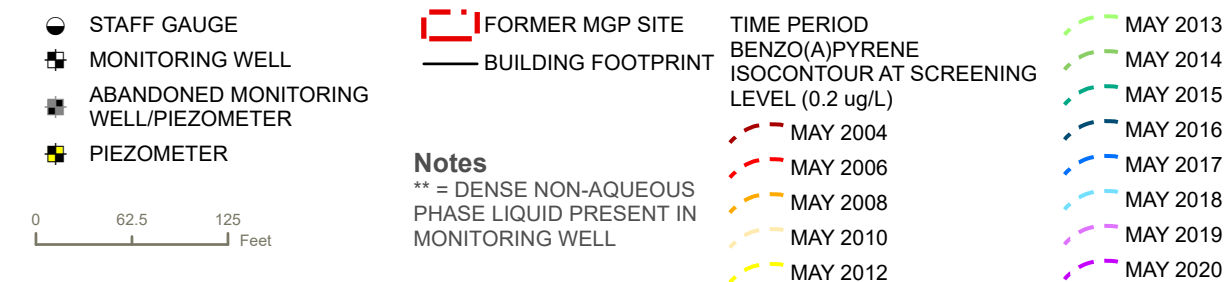 STAFF GAUGE
MONITORING WELL
ABANDONED MONITORING
WELL/PIEZOMETER
PIEZOMETER
0 62.5 125
Feet
FORMER MGP SITE
BUILDING FOOTPRINT
Notes
** = DENSE NON-AQUEOUS
PHASE LIQUID PRESENT IN
MONITORING WELL
TIME PERIOD
BENZO(A)PYRENE
ISOCONTOUR AT SCREENING
LEVEL (0.2 ug/L)
MAY 2004
MAY 2006
MAY 2008
MAY 2010
MAY 2012
MAY 2013
MAY 2014
MAY 2015
MAY 2016
MAY 2017
MAY 2018
MAY 2019
MAY 2020